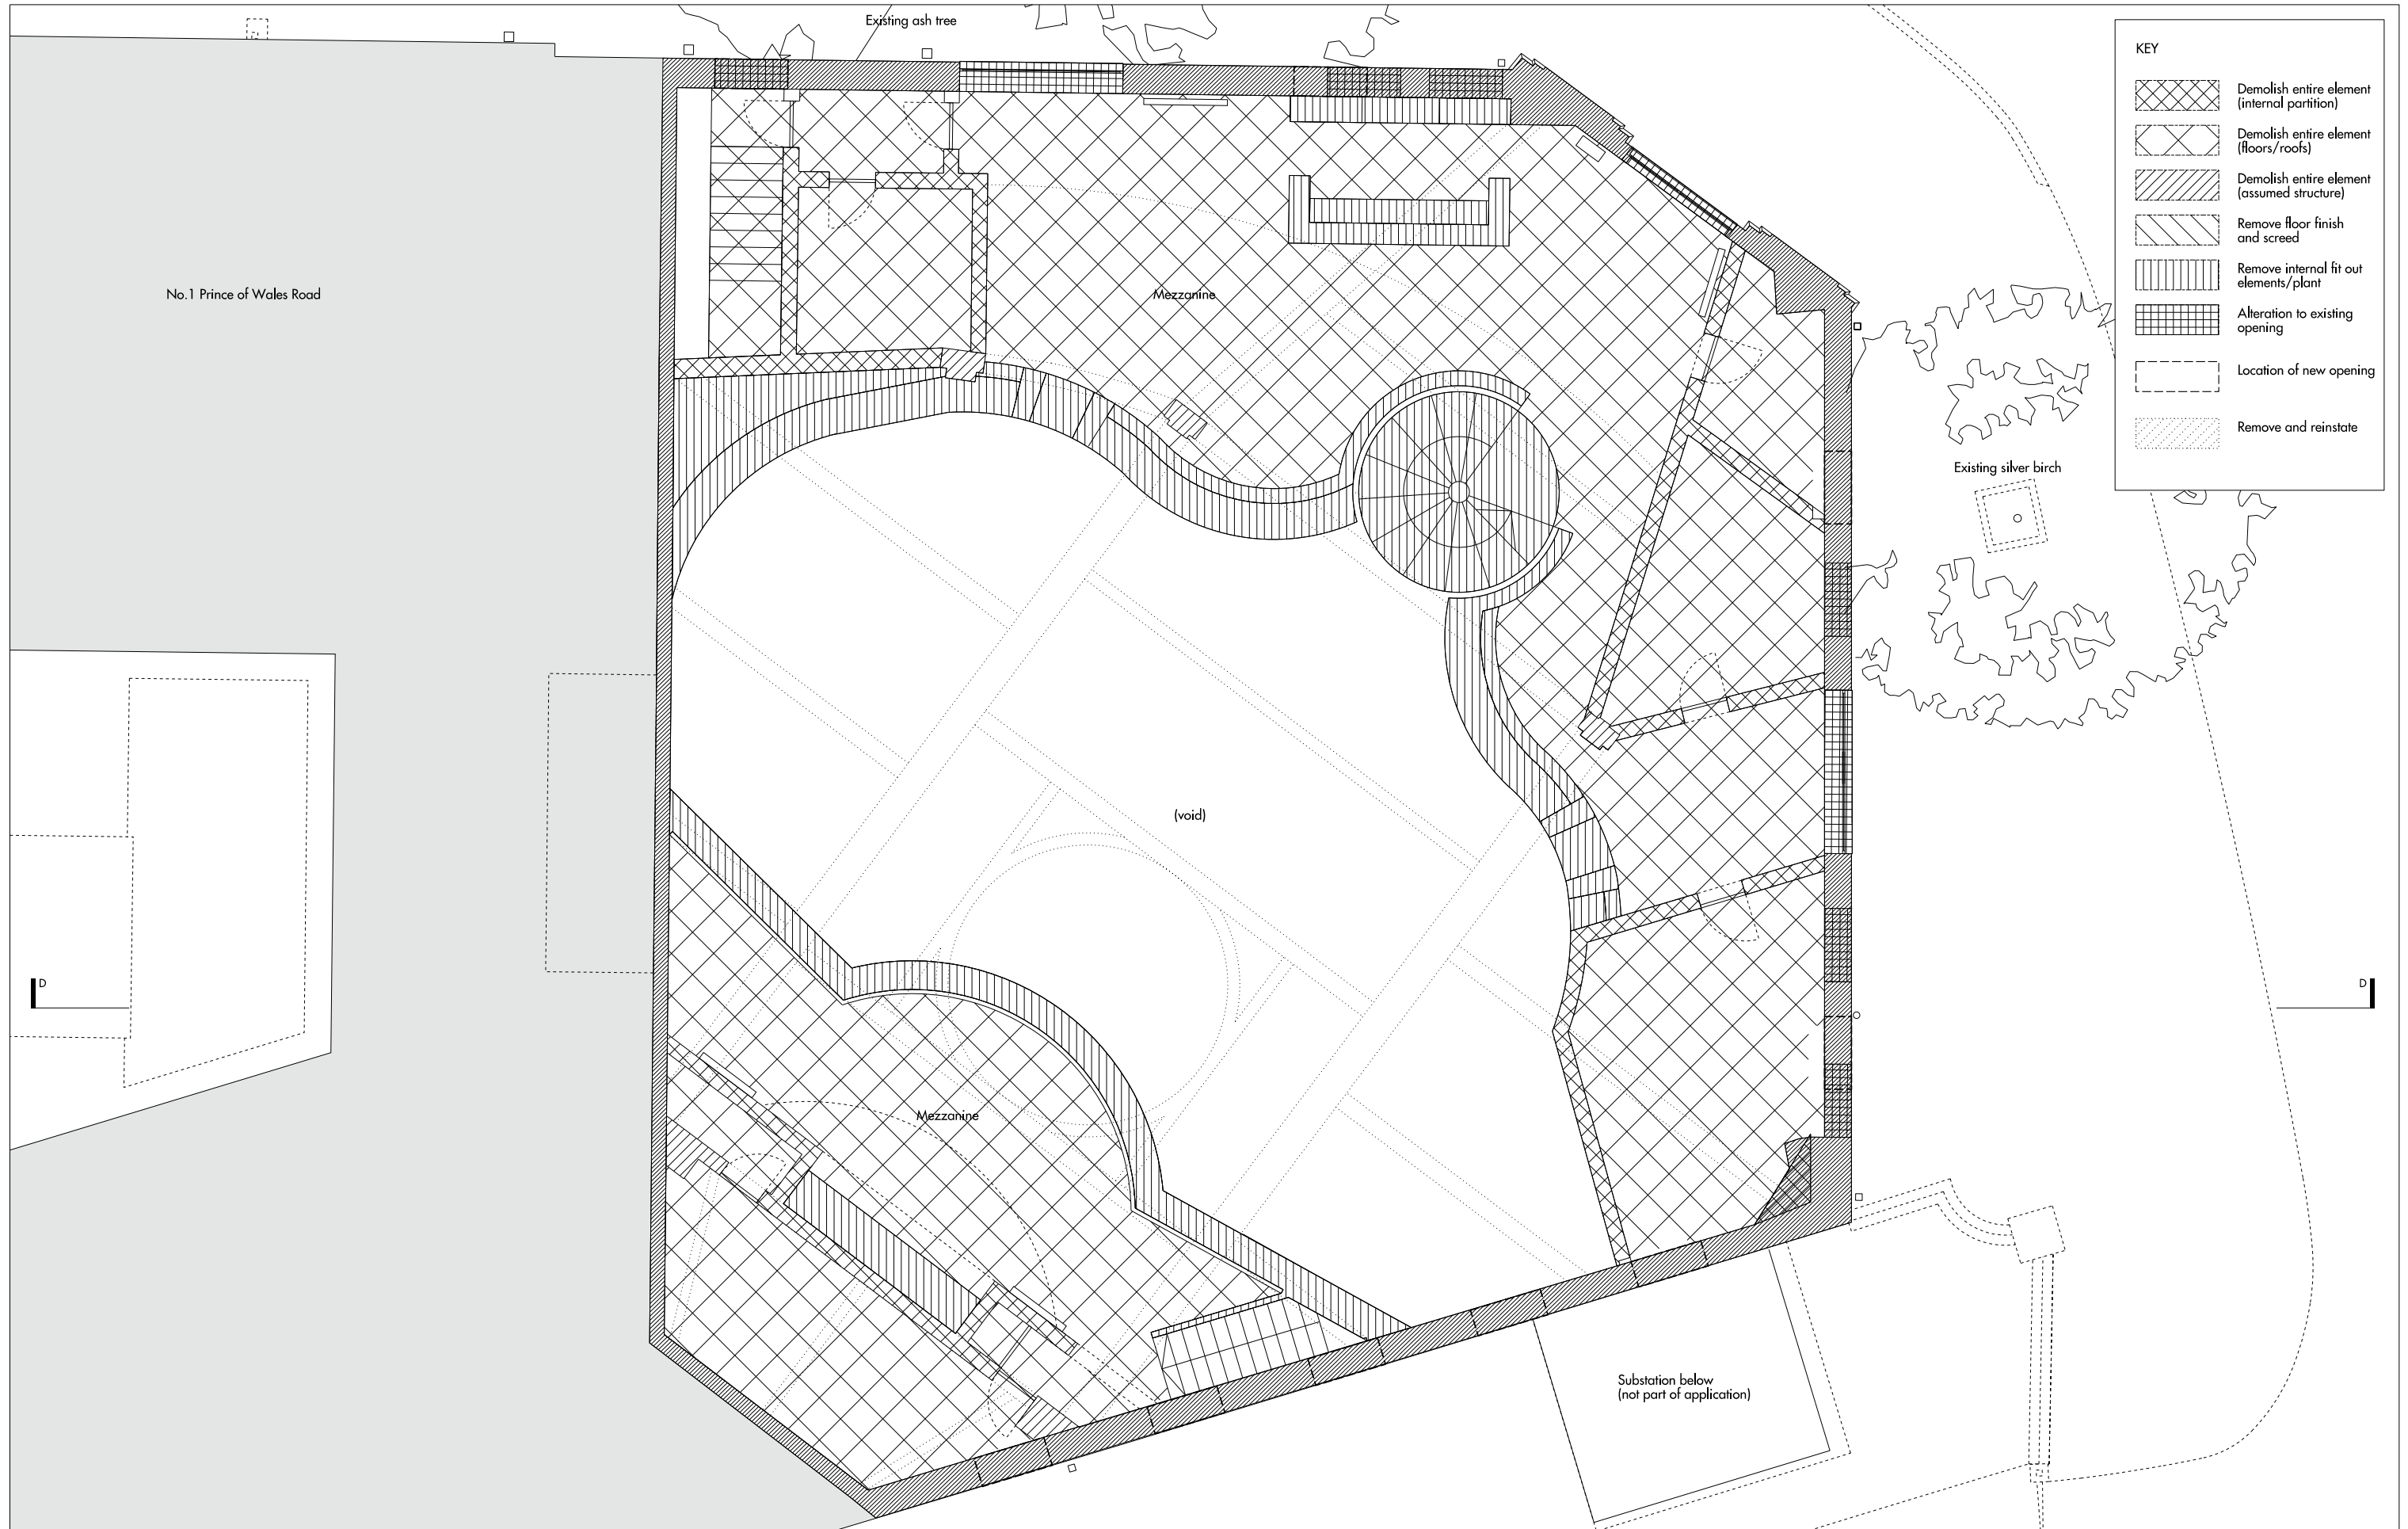 Existing ash tree
KEY
Demolish entire element
(internal partition)
Demolish entire element
(floors/roofs)
Demolish entire element
(assumed structure)
Remove floor finish
and screed
Remove internal fit out
elements/plant
Alteration to existing
opening
Location of new opening
Remove and reinstate
No.1 Prince of Wales Road
Mezzanine
Existing silver birch
(void)
D
D
Mezzanine
Substation below
(not part of application)